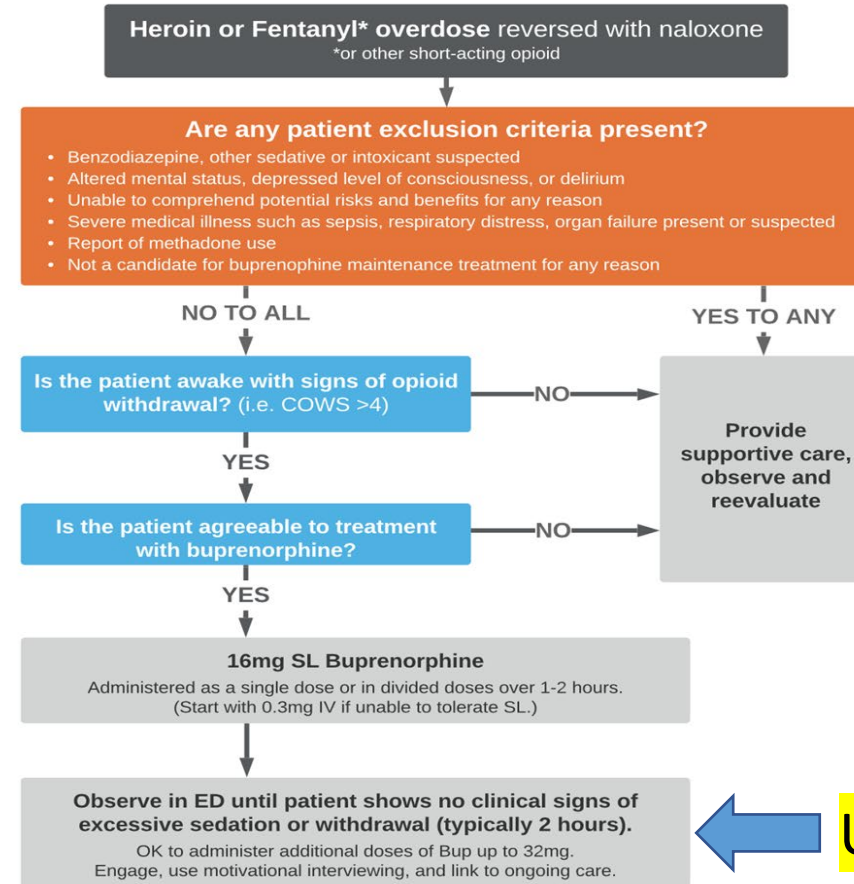 Heroin or Fentanyl* overdose reversed with naloxone
*or other short-acting opioid
Are any patient exclusion criteria present?
• Benzodiazepine, other sedative or intoxicant suspected
• Altered mental status, depressed level of consciousness, or delirium
• Unable to comprehend potential risks and benefits for any reason
• Severe medical illness such as sepsis, respiratory distress, organ failure present or suspected
• Report of methadone use
• Not a candidate for buprenophine maintenance treatment for any reason
NO TO ALL
YES TO ANY
Is the patient awake with signs of opioid
withdrawal? (i.e. COWS >4)
NO
Provide
supportive care,
observe and
reevaluate
YES
Is the patient agreeable to treatment
with buprenorphine?
NO
YES
16mg SL Buprenorphine
Administered as a single dose or in divided doses over 1-2 hours.
(Start with 0.3mg IV if unable to tolerate SL.)
Observe in ED until patient shows no clinical signs of
excessive sedation or withdrawal (typically 2 hours).
OK to administer additional doses of Bup up to 32mg.
Engage, use motivational interviewing, and link to ongoing care.